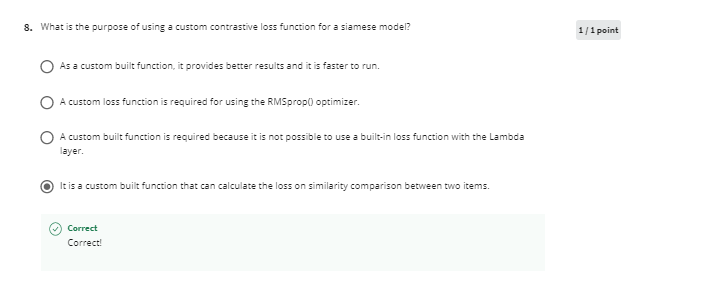 8. What is the purpose of using a custom contrastive loss function for a siamese model?
1 / 1 point
As a custom built function, it provides better results and it is faster to run.
A custom loss function is required for using the RMSprop() optimizer.
A custom built function is required because it is not possible to use a built-in loss function with the Lambda
layer.
It is a custom built function that can calculate the loss on similarity comparison between two items.
Correct
Correct!